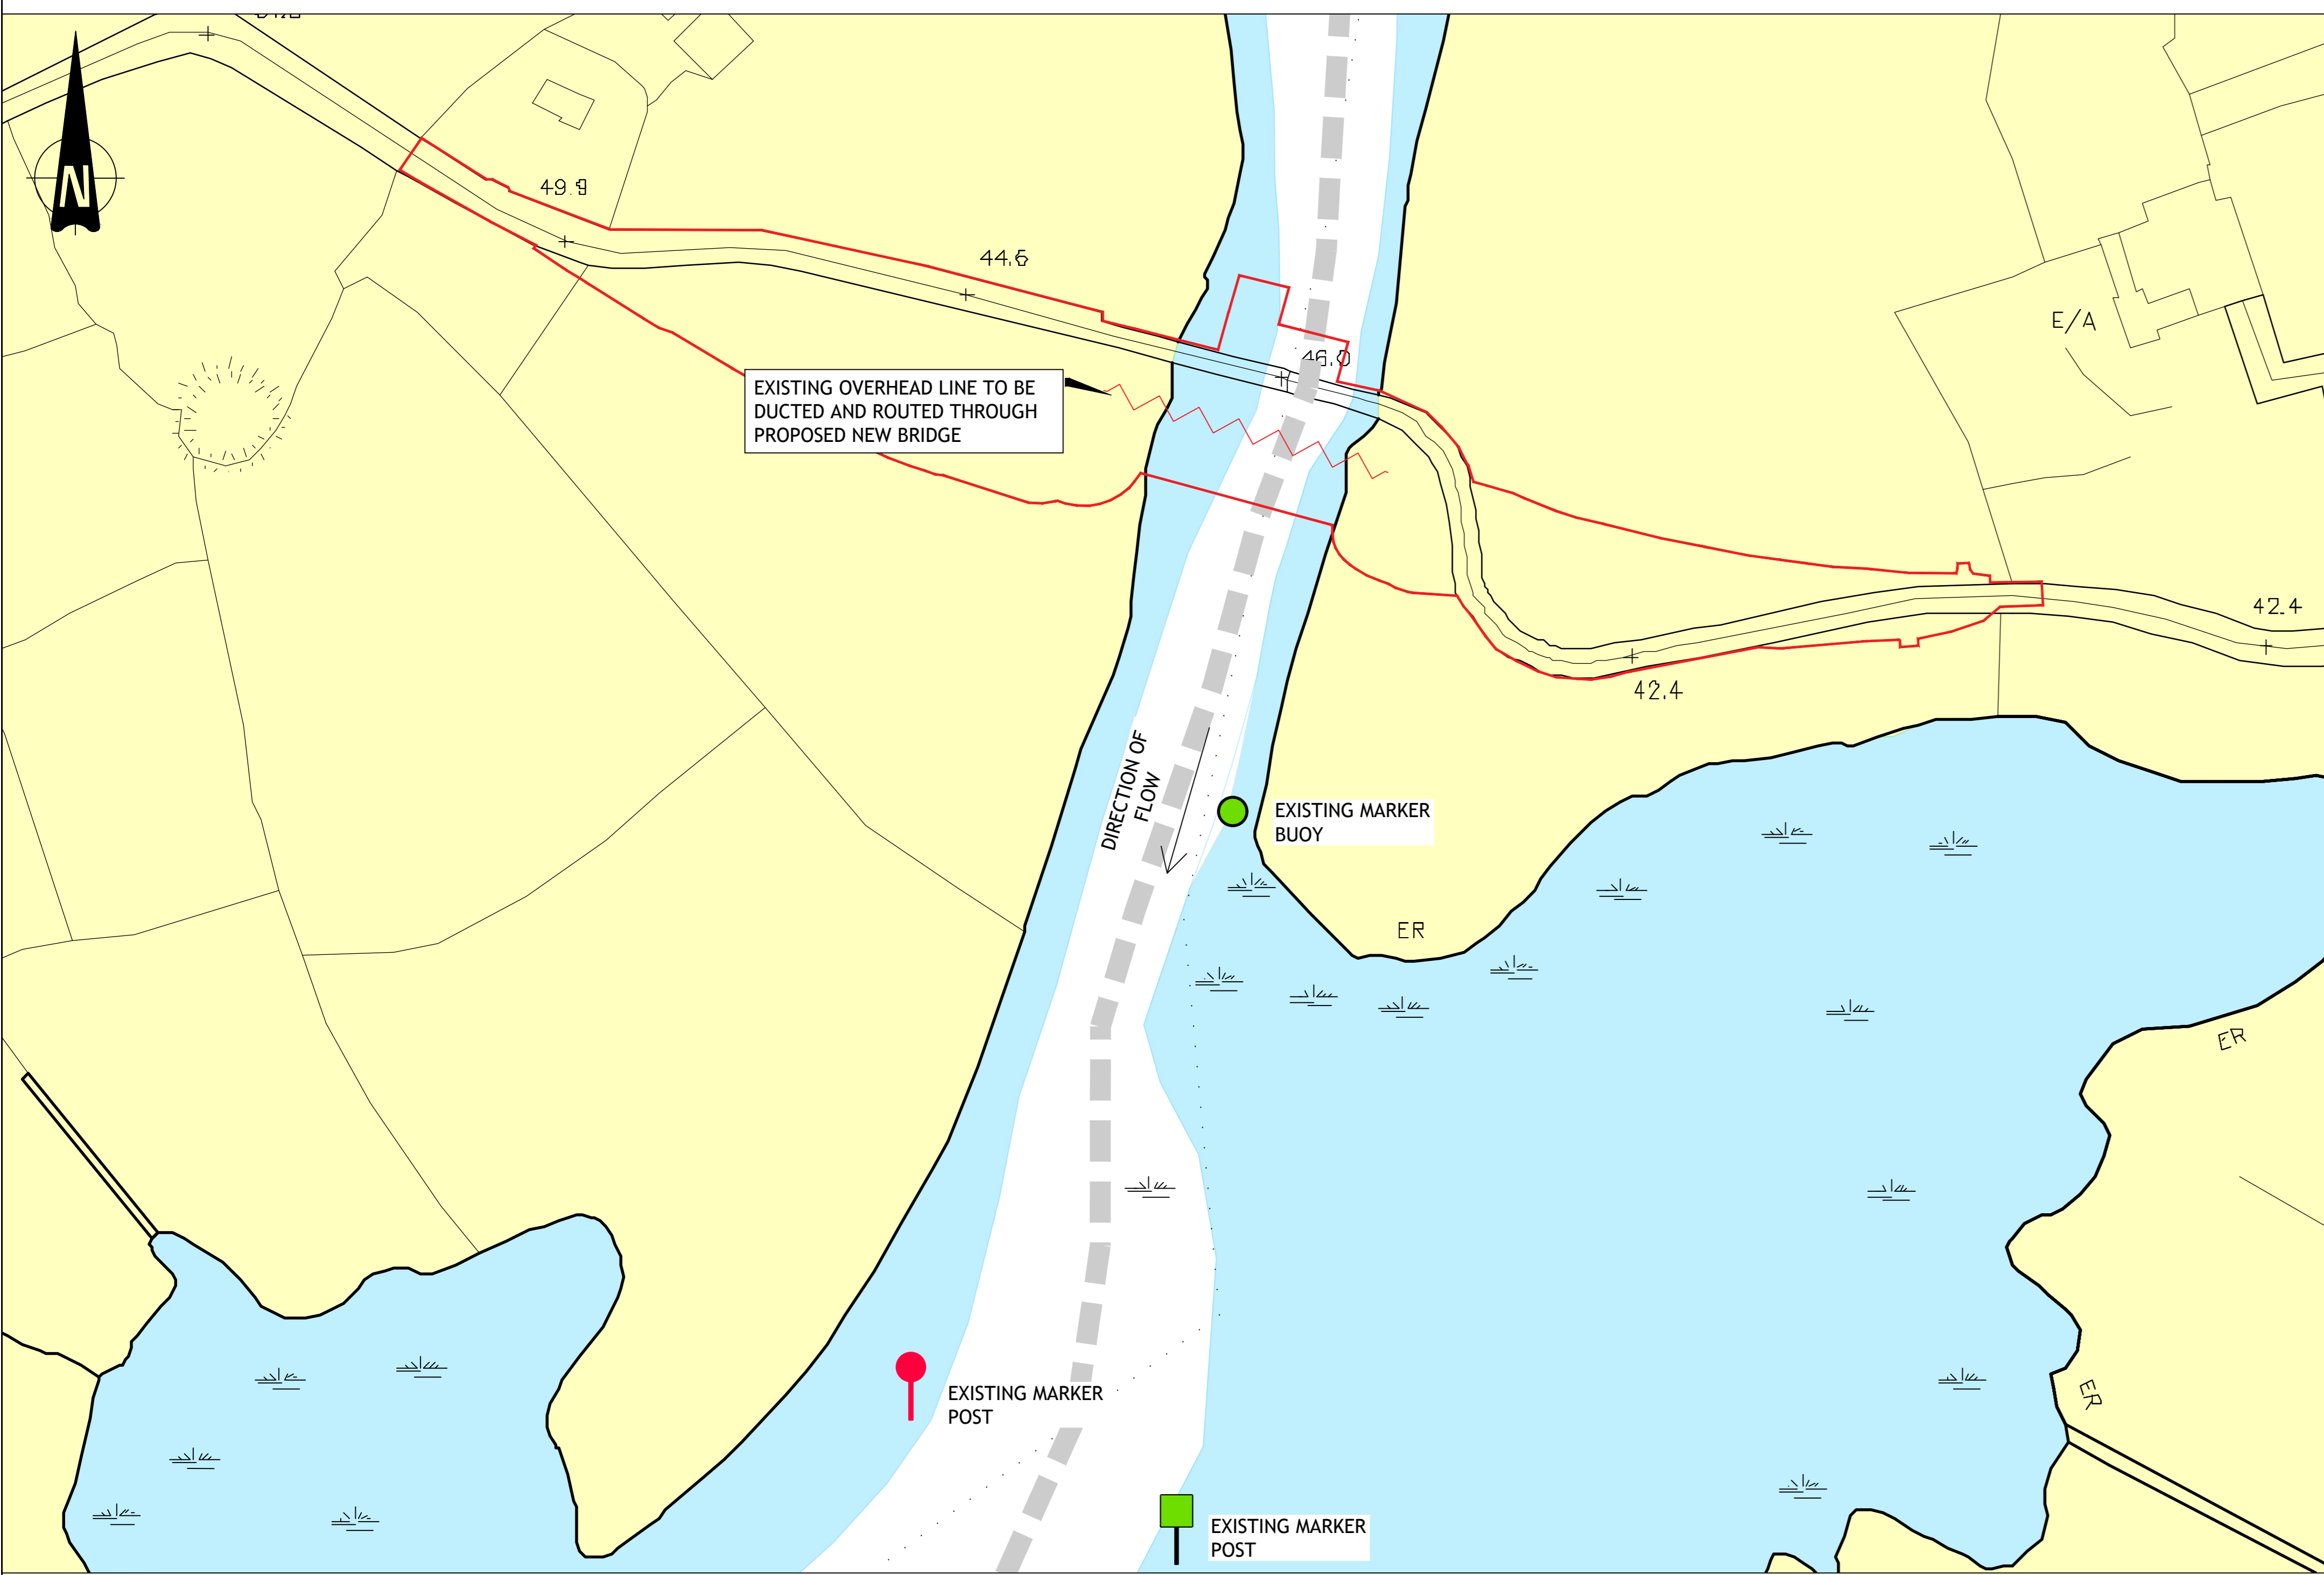 N
49.9
44.6
46.0
E/A
EXISTING OVERHEAD LINE TO BE
DUCTED AND ROUTED THROUGH
PROPOSED NEW BRIDGE
42.4
42.4
DIRECTION OF
FLOW
EXISTING MARKER
BUOY
ER
ER
ER
EXISTING MARKER
POST
EXISTING MARKER
POST